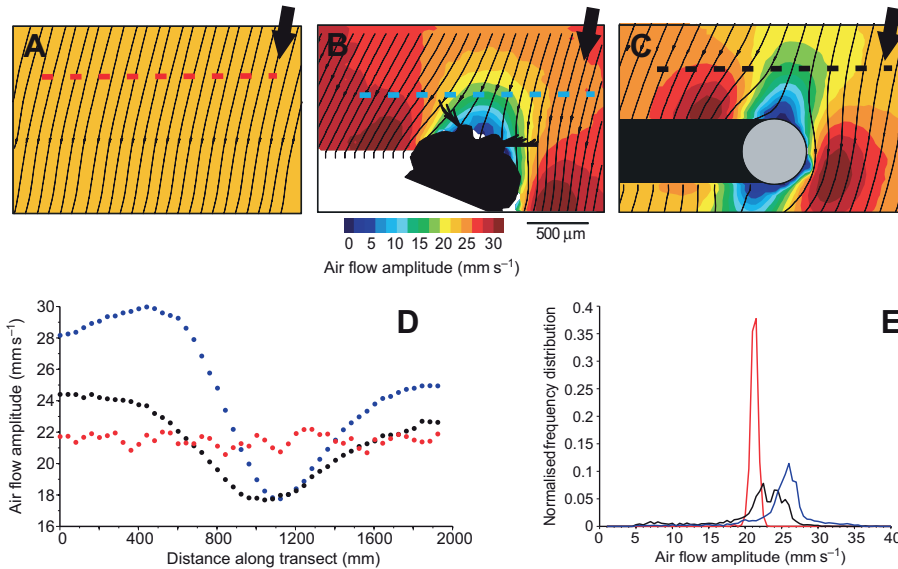 A
B
C
0 5 10 15 20 25 30
500 µm
Air flow amplitude (mm s⁻¹)
D
30
28
26
24
22
20
18
16
Air flow amplitude (mm s⁻¹)
0 400 800 1200 1600 2000
Distance along transect (mm)
E
0.4
0.35
0.3
0.25
0.2
0.15
0.1
0.05
0
Normalised frequency distribution
0 5 10 15 20 25 30 35 40
Air flow amplitude (mm s⁻¹)